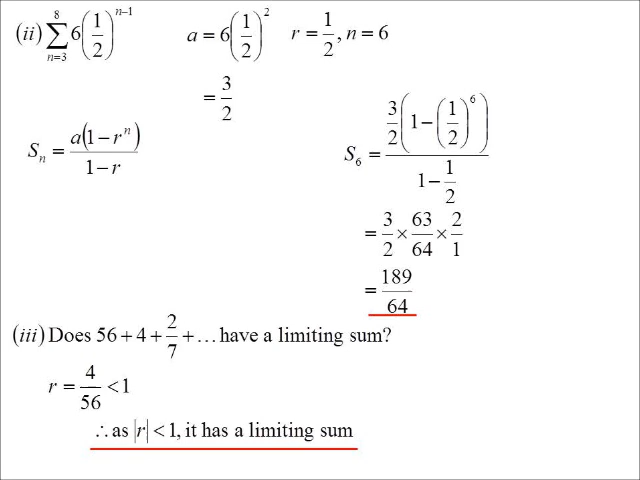 (ii) ∑_{n=3}^{8} 6(1/2)^{n–1}   a = 6(1/2)^2   r = 1/2, n = 6
= 3/2
S_n = a(1 – r^n)/(1 – r)   S_6 = (3/2)(1 – (1/2)^6)/(1 – 1/2)
= 3/2 × 63/64 × 2/1
= 189/64
(iii) Does 56 + 4 + 2/7 + … have a limiting sum?
r = 4/56 < 1
∴ as |r| < 1, it has a limiting sum